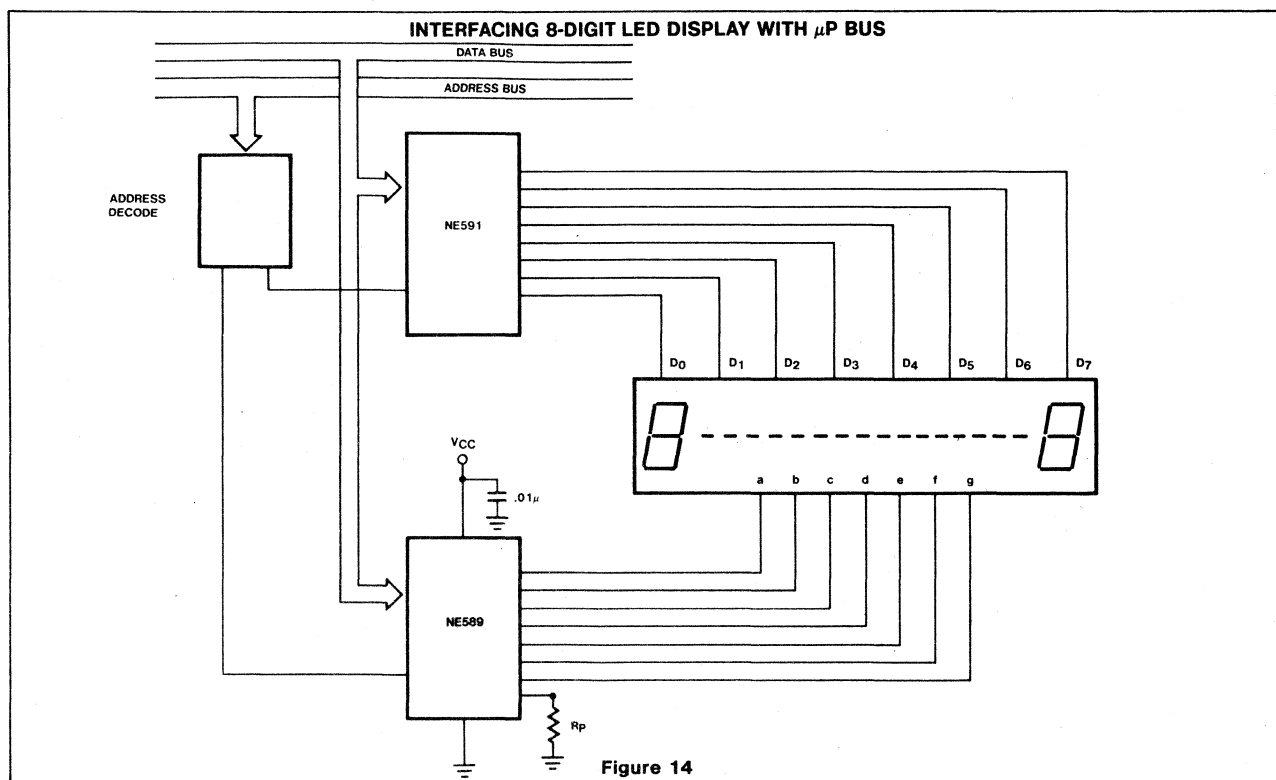 INTERFACING 8-DIGIT LED DISPLAY WITH μP BUS
DATA BUS
ADDRESS BUS
ADDRESS
DECODE
NE591
D0 D1 D2 D3 D4 D5 D6 D7
VCC
.01μ
a b c d e f g
NE589
RP
Figure 14